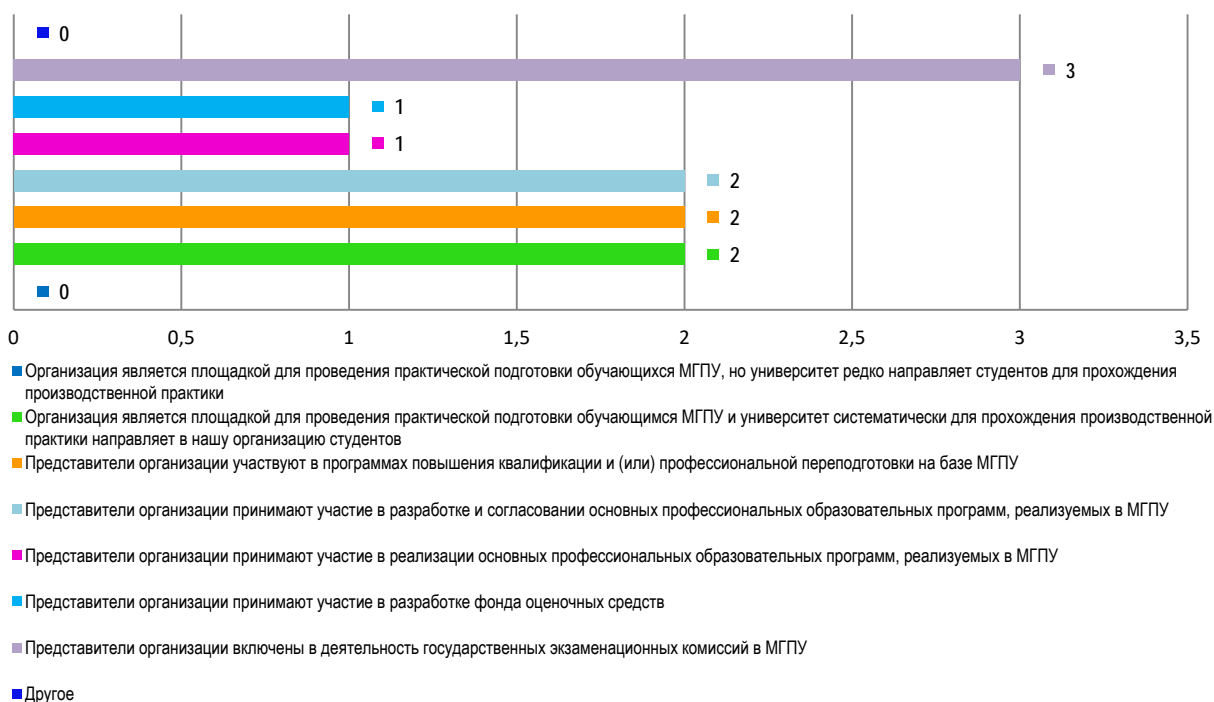 0
3
1
1
2
2
2
0
0 0,5 1 1,5 2 2,5 3 3,5
Организация является площадкой для проведения практической подготовки обучающихся МГПУ, но университет редко направляет студентов для прохождения
производственной практики
Организация является площадкой для проведения практической подготовки обучающимся МГПУ и университет систематически для прохождения производственной
практики направляет в нашу организацию студентов
Представители организации участвуют в программах повышения квалификации и (или) профессиональной переподготовки на базе МГПУ
Представители организации принимают участие в разработке и согласовании основных профессиональных образовательных программ, реализуемых в МГПУ
Представители организации принимают участие в реализации основных профессиональных образовательных программ, реализуемых в МГПУ
Представители организации принимают участие в разработке фонда оценочных средств
Представители организации включены в деятельность государственных экзаменационных комиссий в МГПУ
Другое